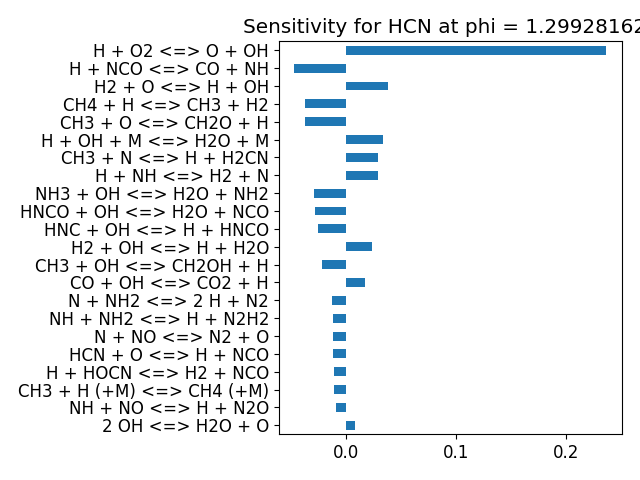 Sensitivity for HCN at phi = 1.29928162
H + O2 <=> O + OH
H + NCO <=> CO + NH
H2 + O <=> H + OH
CH4 + H <=> CH3 + H2
CH3 + O <=> CH2O + H
H + OH + M <=> H2O + M
CH3 + N <=> H + H2CN
H + NH <=> H2 + N
NH3 + OH <=> H2O + NH2
HNCO + OH <=> H2O + NCO
HNC + OH <=> H + HNCO
H2 + OH <=> H + H2O
CH3 + OH <=> CH2OH + H
CO + OH <=> CO2 + H
N + NH2 <=> 2 H + N2
NH + NH2 <=> H + N2H2
N + NO <=> N2 + O
HCN + O <=> H + NCO
H + HOCN <=> H2 + NCO
CH3 + H (+M) <=> CH4 (+M)
NH + NO <=> H + N2O
2 OH <=> H2O + O
0.0 0.1 0.2